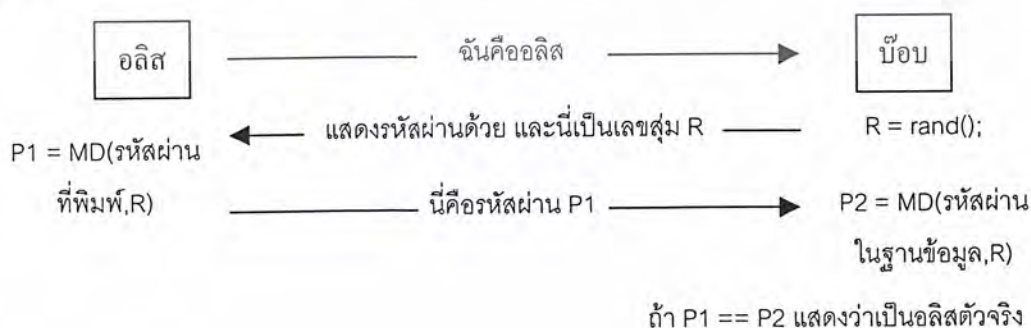 อลิส ฉันคืออลิส บ๊อบ
แสดงรหัสผ่านด้วย และนี่เป็นเลขสุ่ม R R = rand();
P1 = MD(รหัสผ่าน
ที่พิมพ์,R) นี่คือรหัสผ่าน P1 P2 = MD(รหัสผ่าน
ในฐานข้อมูล,R)
ถ้า P1 == P2 แสดงว่าเป็นอลิสตัวจริง